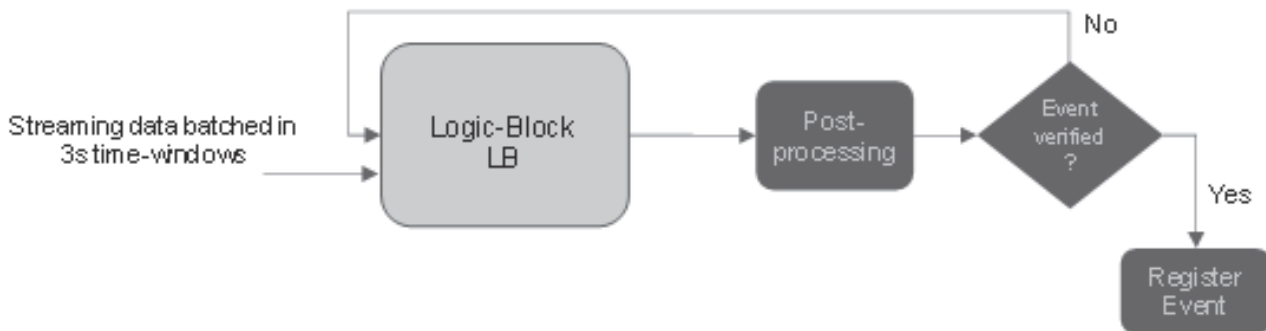 No
Streaming data batched in
3s time-windows
Logic-Block
LB
Post-
processing
Event
verified
?
Yes
Register
Event